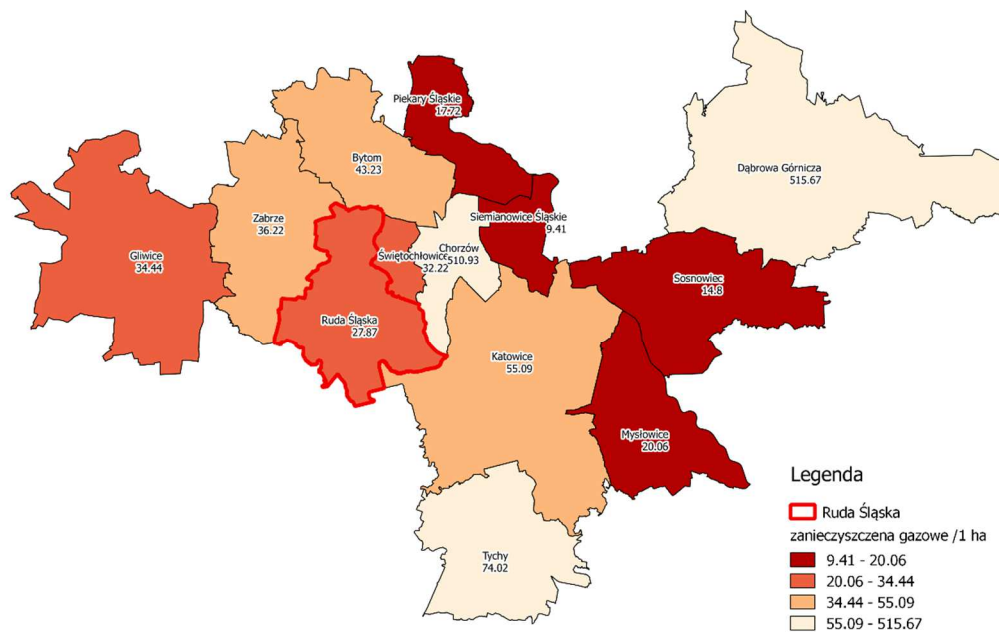 Piekary Śląskie
17.72
Bytom
43.23
Dąbrowa Górnicza
515.67
Zabrze
36.22
Siemianowice Śląskie
9.41
Gliwice
34.44
Świętochłowice
32.22
Chorzów
510.93
Sosnowiec
14.8
Ruda Śląska
27.87
Katowice
55.09
Mysłowice
20.06
Tychy
74.02
Legenda
Ruda Śląska
zanieczyszczena gazowe /1 ha
9.41 - 20.06
20.06 - 34.44
34.44 - 55.09
55.09 - 515.67